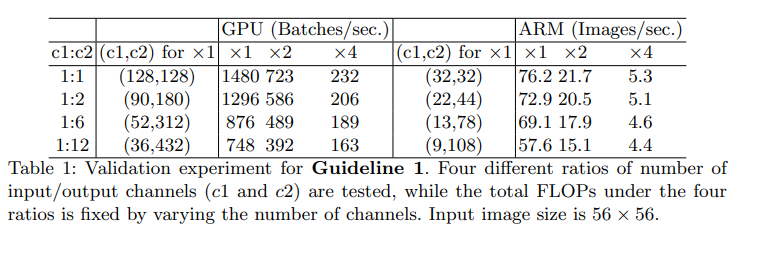 GPU (Batches/sec.) ARM (Images/sec.)
c1:c2 (c1,c2) for ×1 ×1 ×2 ×4 (c1,c2) for ×1 ×1 ×2 ×4
1:1 (128,128) 1480 723 232 (32,32) 76.2 21.7 5.3
1:2 (90,180) 1296 586 206 (22,44) 72.9 20.5 5.1
1:6 (52,312) 876 489 189 (13,78) 69.1 17.9 4.6
1:12 (36,432) 748 392 163 (9,108) 57.6 15.1 4.4
Table 1: Validation experiment for Guideline 1. Four different ratios of number of
input/output channels (c1 and c2) are tested, while the total FLOPs under the four
ratios is fixed by varying the number of channels. Input image size is 56 × 56.